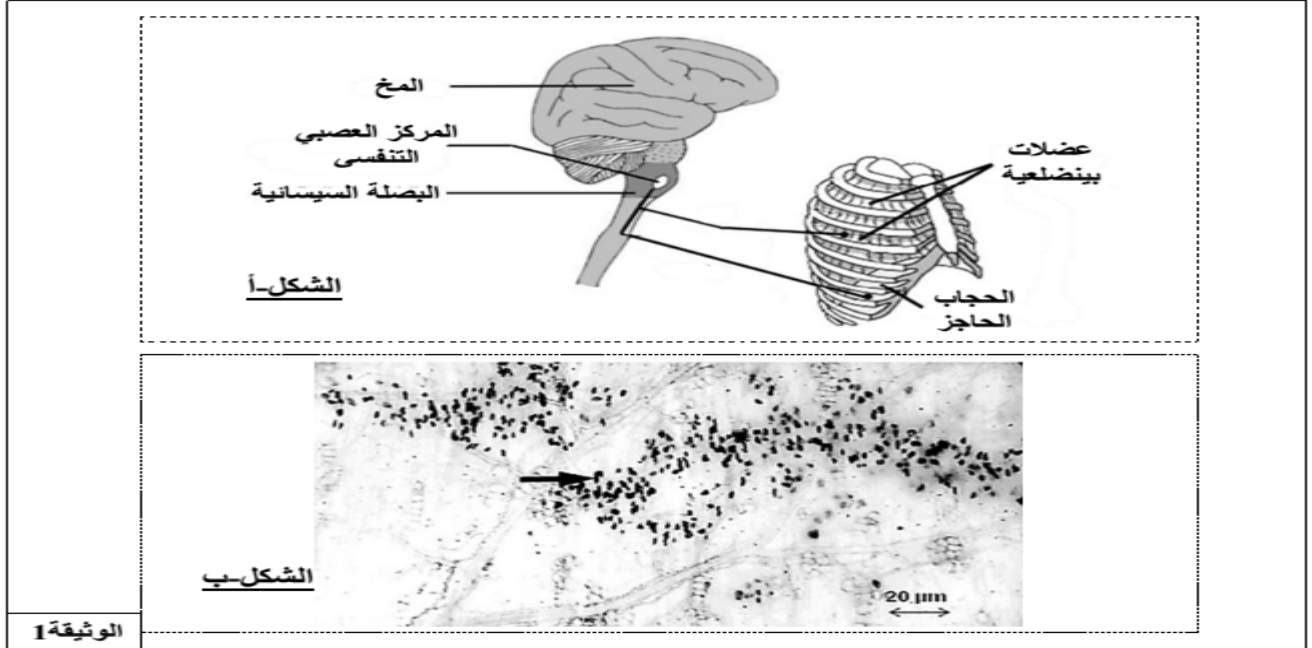 المخ
المركز العصبي
التنفسي
البصلة السيسائية
عضلات
بينضلعية
الحجاب
الحاجز
الشكل-أ
الشكل-ب
20 µm
الوثيقة1